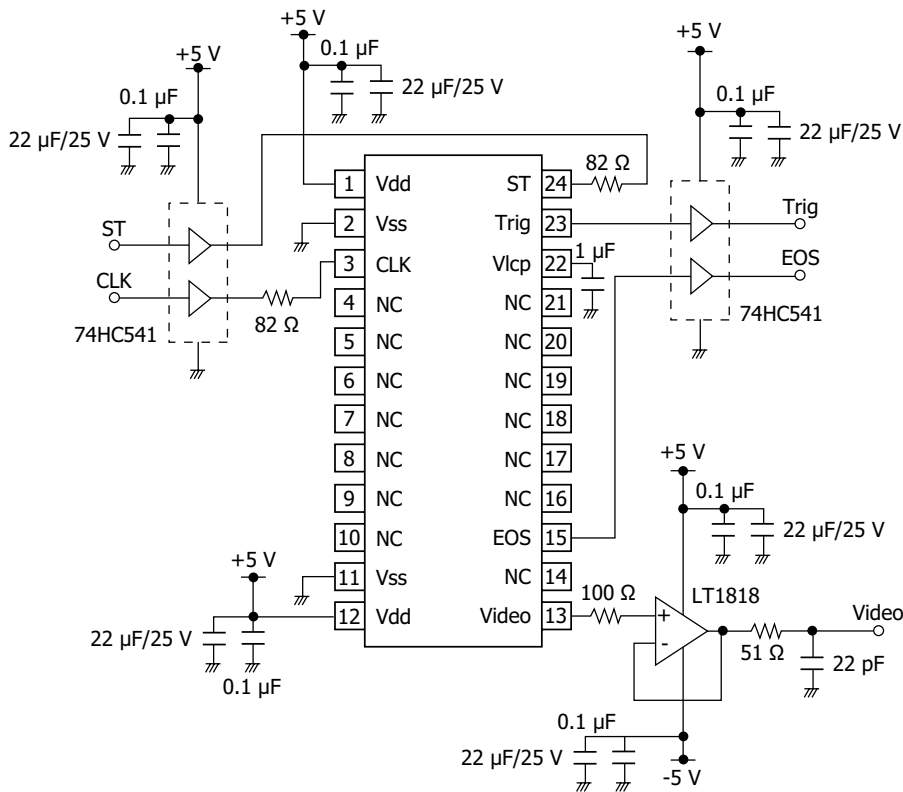 +5 V
+5 V
+5 V
0.1 µF
22 µF/25 V
0.1 µF
22 µF/25 V
0.1 µF
22 µF/25 V
82 Ω
1 Vdd
ST 24
2 Vss
Trig 23
Trig
ST
3 CLK
Vlcp 22
1 µF
EOS
CLK
82 Ω
4 NC
NC 21
74HC541
74HC541
5 NC
NC 20
6 NC
NC 19
7 NC
NC 18
8 NC
NC 17
9 NC
NC 16
10 NC
EOS 15
11 Vss
NC 14
12 Vdd
Video 13
+5 V
22 µF/25 V
0.1 µF
+5 V
0.1 µF
22 µF/25 V
100 Ω
LT1818
+
-
51 Ω
Video
22 pF
0.1 µF
22 µF/25 V
-5 V